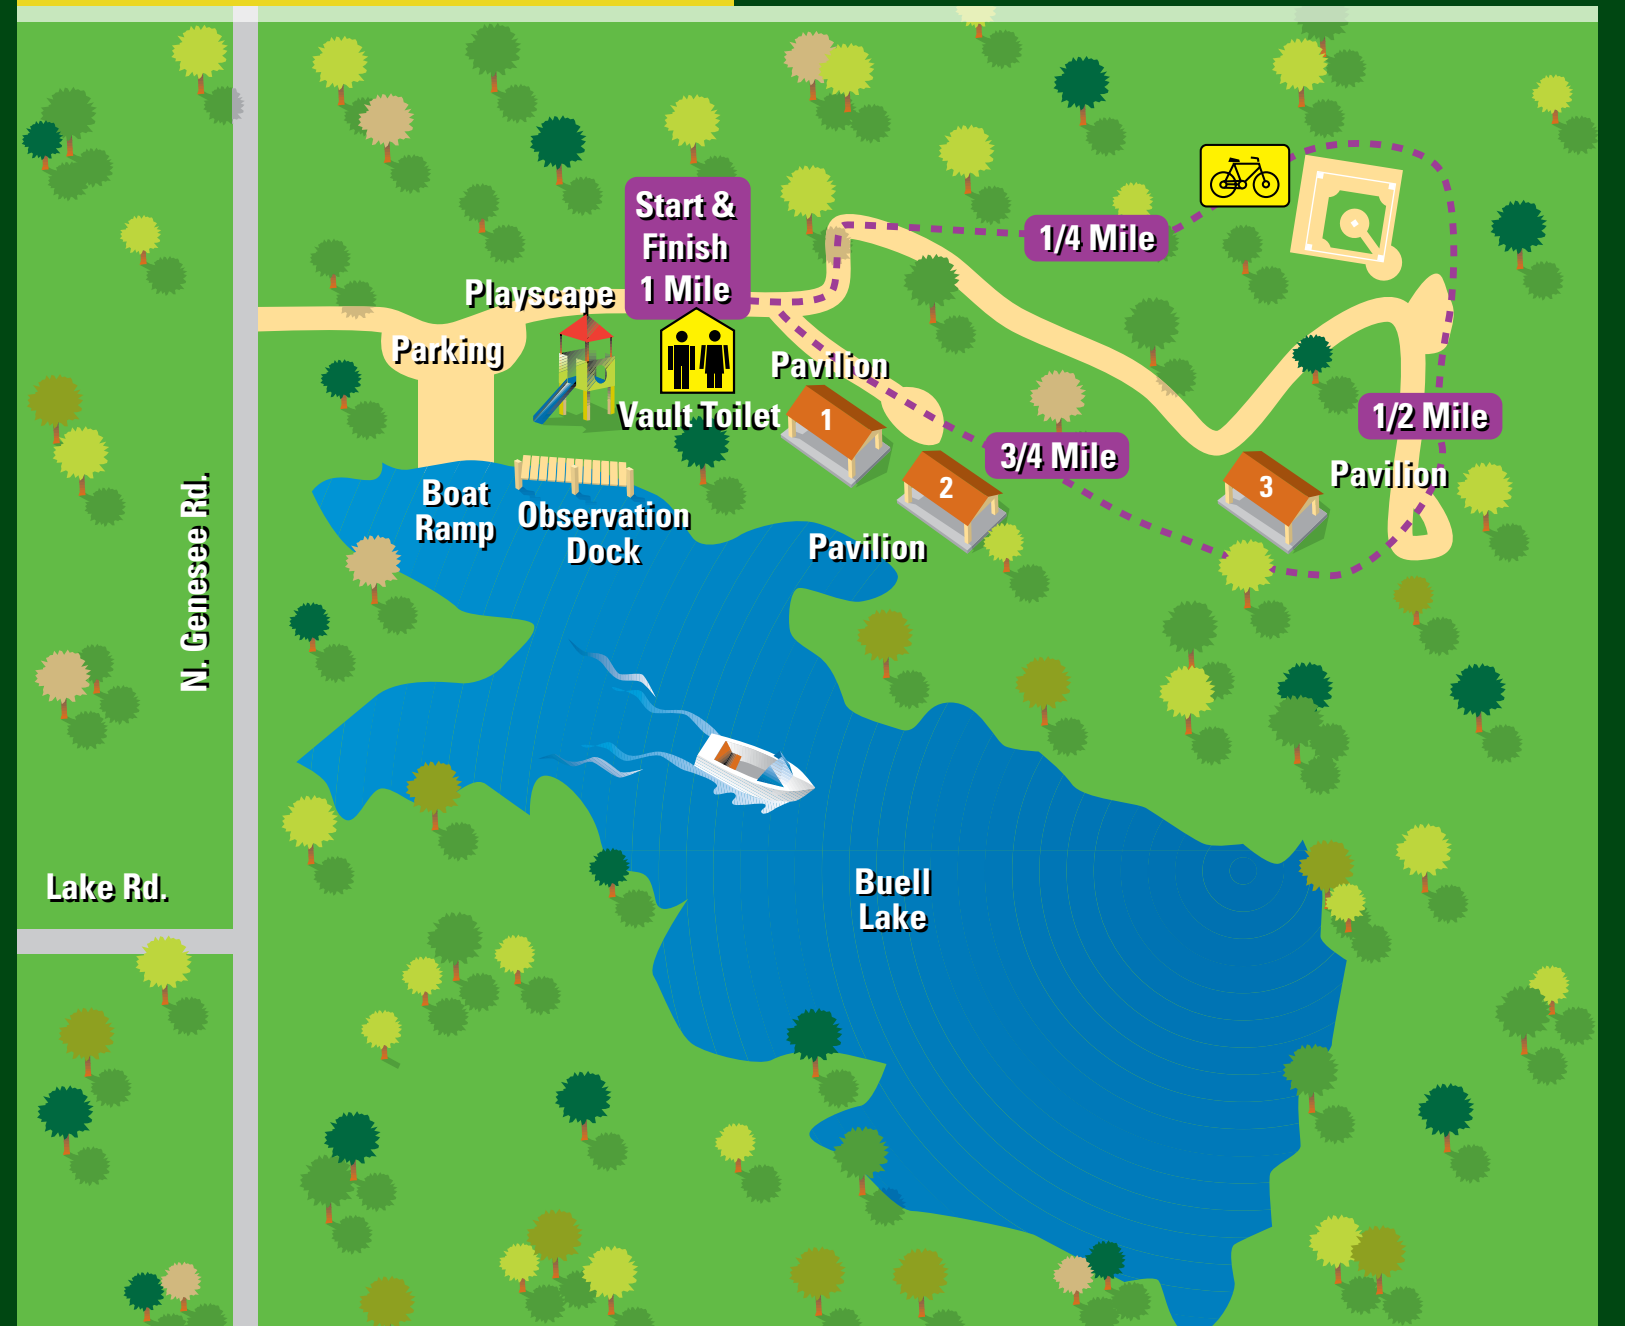 Start &
Finish
1 Mile
1/4 Mile
Playscape
Parking
Pavilion
1
Vault Toilet
1/2 Mile
3/4 Mile
Pavilion
2
3
Boat
Ramp
Observation
Dock
Pavilion
N. Genesee Rd.
Lake Rd.
Buell
Lake